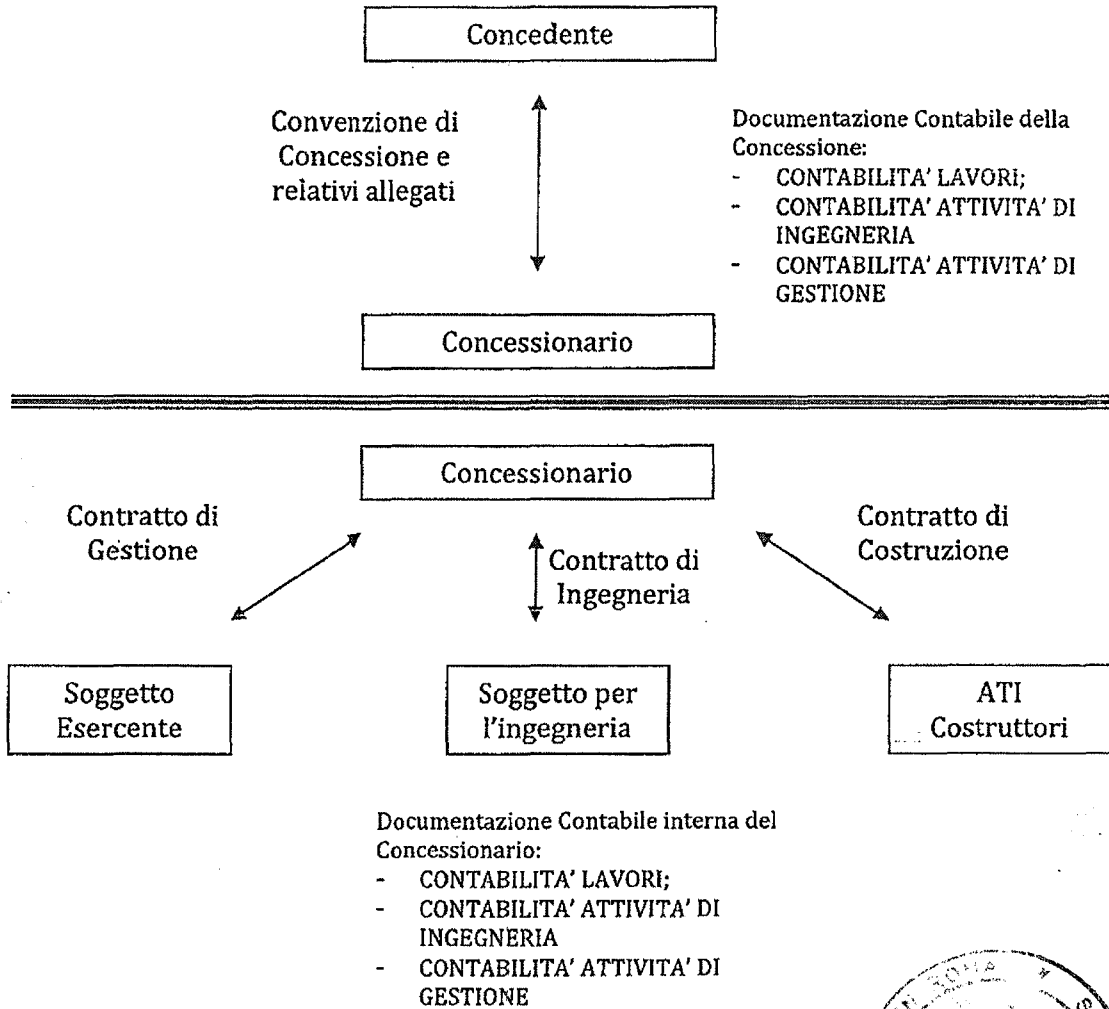 Concedente
Convenzione di
Concessione e
relativi allegati
Documentazione Contabile della
Concessione:
- CONTABILITA' LAVORI;
- CONTABILITA' ATTIVITA' DI
INGEGNERIA
- CONTABILITA' ATTIVITA' DI
GESTIONE
Concessionario
Concessionario
Contratto di
Gestione
Contratto di
Ingegneria
Contratto di
Costruzione
Soggetto
Esercente
Soggetto per
l'ingegneria
ATI
Costruttori
Documentazione Contabile interna del
Concessionario:
- CONTABILITA' LAVORI;
- CONTABILITA' ATTIVITA' DI
INGEGNERIA
- CONTABILITA' ATTIVITA' DI
GESTIONE